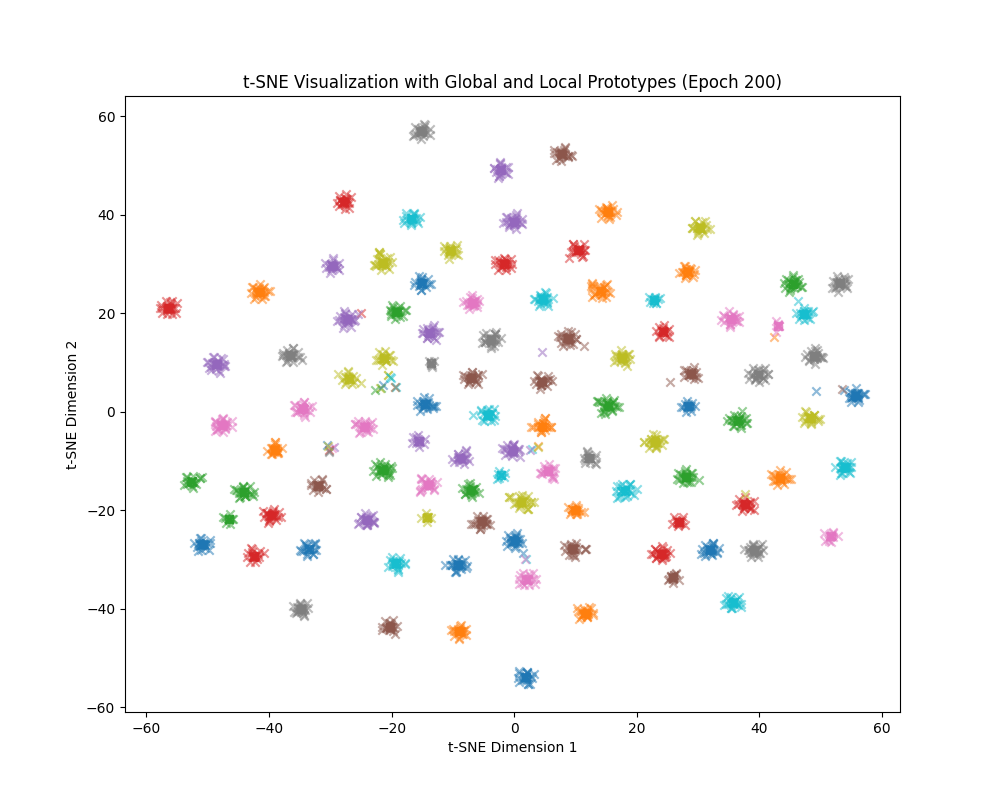 t-SNE Visualization with Global and Local Prototypes (Epoch 200)
60
40
20
0
−20
−40
−60
t-SNE Dimension 2
−60 −40 −20 0 20 40 60
t-SNE Dimension 1